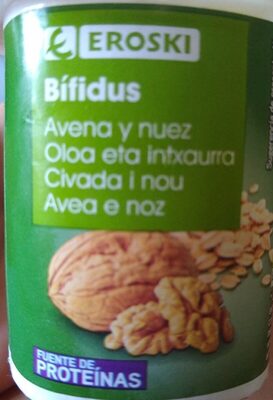 EROSKI
Bífidus
Avena y nuez
Oloa eta intxaurra
Civada i nou
Avea e noz
FUENTE DE
PROTEÍNAS